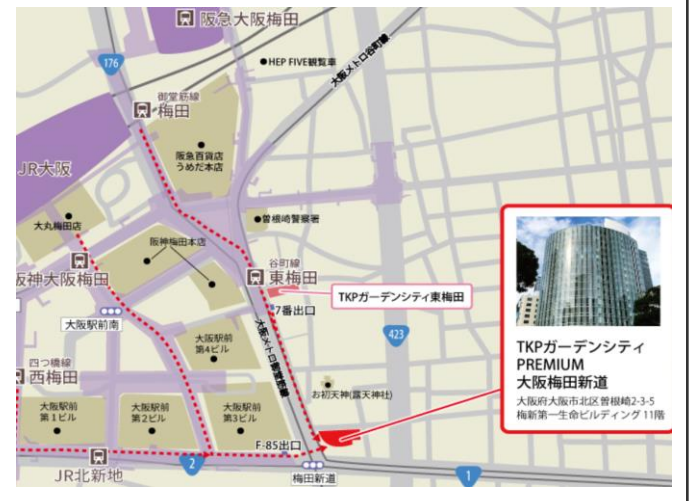 阪急大阪梅田
176
HEP FIVE観覧車
大阪メトロ谷町線
御堂筋線
梅田
阪急百貨店
うめだ本店
JR大阪
大丸梅田店
曽根崎警察署
阪神梅田本店
阪神大阪梅田
谷町線
東梅田
TKPガーデンシティ東梅田
7番出口
大阪駅前南
大阪駅前
第4ビル
423
四つ橋線
西梅田
お初天神(露天神社)
大阪駅前
第1ビル
大阪駅前
第2ビル
大阪駅前
第3ビル
F-85出口
JR北新地
2
梅田新道
1
TKPガーデンシティ
PREMIUM
大阪梅田新道
大阪府大阪市北区曽根崎2-3-5
梅新第一生命ビルディング 11階